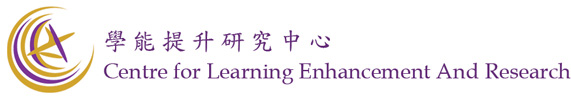 學能提升研究中心
Centre for Learning Enhancement And Research